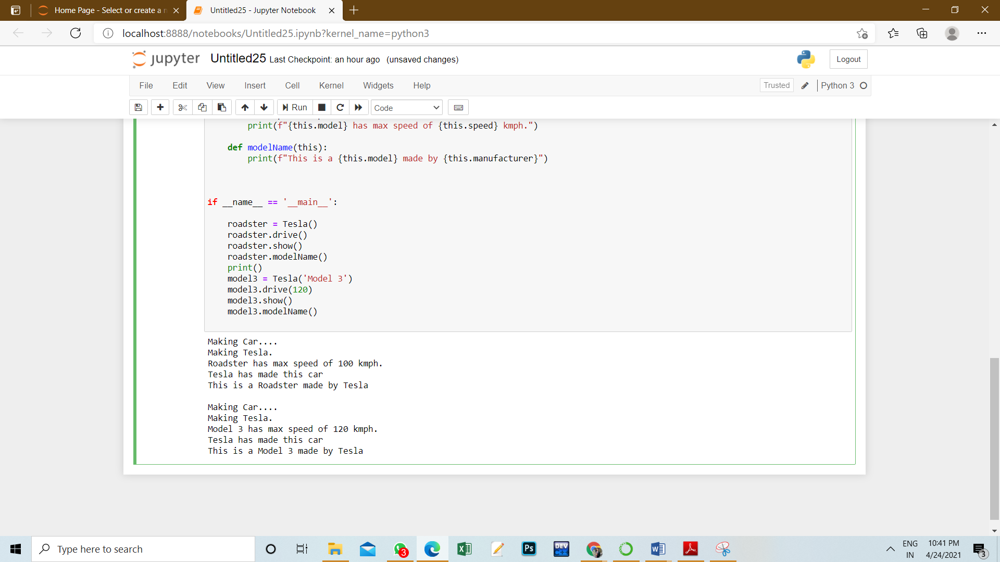 Home Page - Select or create a n
Untitled25 - Jupyter Notebook
localhost:8888/notebooks/Untitled25.ipynb?kernel_name=python3
jupyter Untitled25 Last Checkpoint: an hour ago (unsaved changes)
Logout
File Edit View Insert Cell Kernel Widgets Help
Trusted Python 3
Run Code
print(f"{this.model} has max speed of {this.speed} kmph.")
def modelName(this):
print(f"This is a {this.model} made by {this.manufacturer}")
if __name__ == '__main__':
roadster = Tesla()
roadster.drive()
roadster.show()
roadster.modelName()
print()
model3 = Tesla('Model 3')
model3.drive(120)
model3.show()
model3.modelName()
Making Car....
Making Tesla.
Roadster has max speed of 100 kmph.
Tesla has made this car
This is a Roadster made by Tesla
Making Car....
Making Tesla.
Model 3 has max speed of 120 kmph.
Tesla has made this car
This is a Model 3 made by Tesla
Type here to search
3
Ps
DEV
C++
ENG
IN
10:41 PM
4/24/2021
3